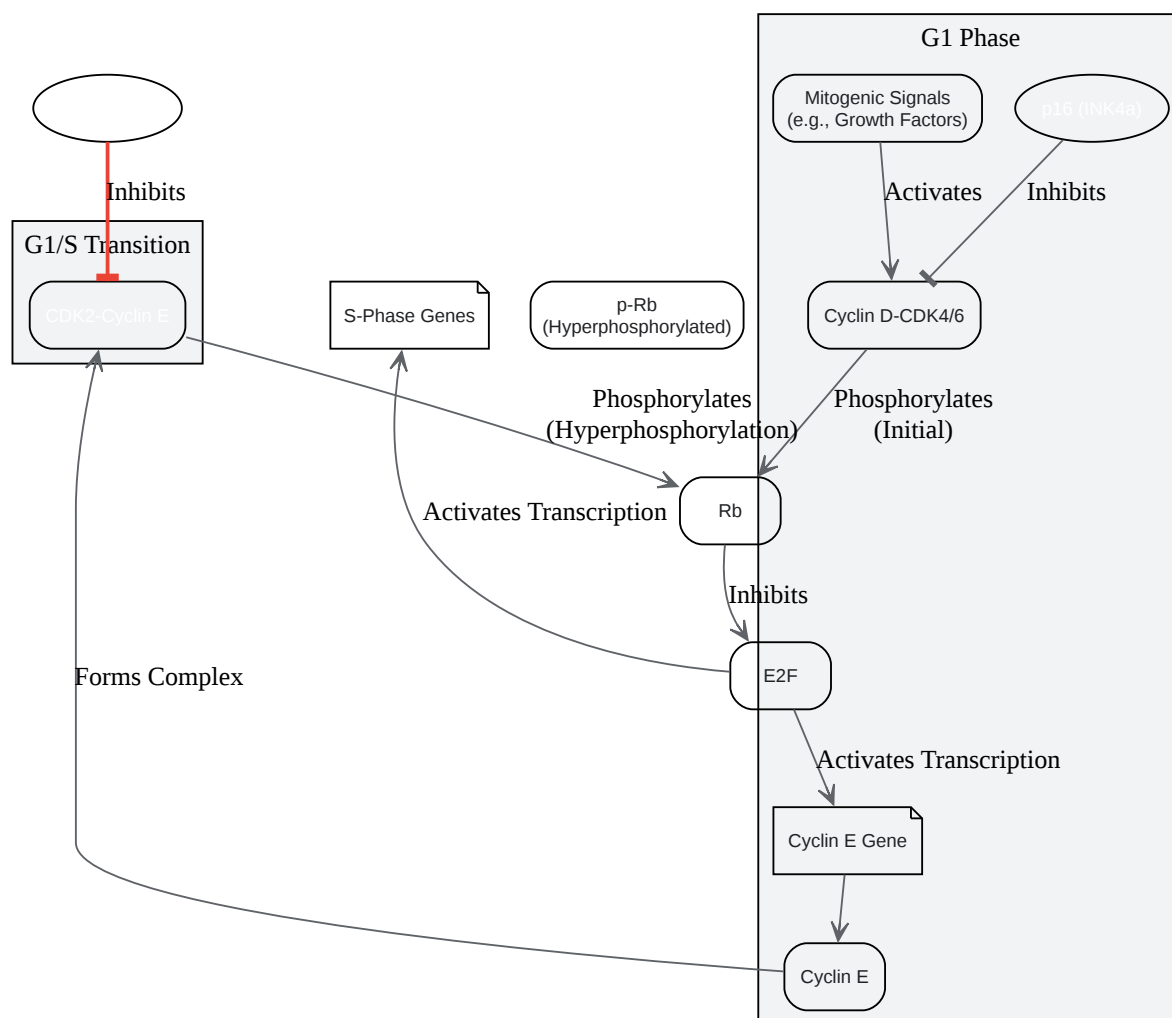 G1 Phase
Mitogenic Signals
(e.g., Growth Factors)
p16 (INK4a)
Inhibits
Activates
Inhibits
G1/S Transition
CDK2-Cyclin E
S-Phase Genes
p-Rb
(Hyperphosphorylated)
Cyclin D-CDK4/6
Phosphorylates
(Hyperphosphorylation)
Phosphorylates
(Initial)
Activates Transcription
Rb
Inhibits
Forms Complex
E2F
Activates Transcription
Cyclin E Gene
Cyclin E